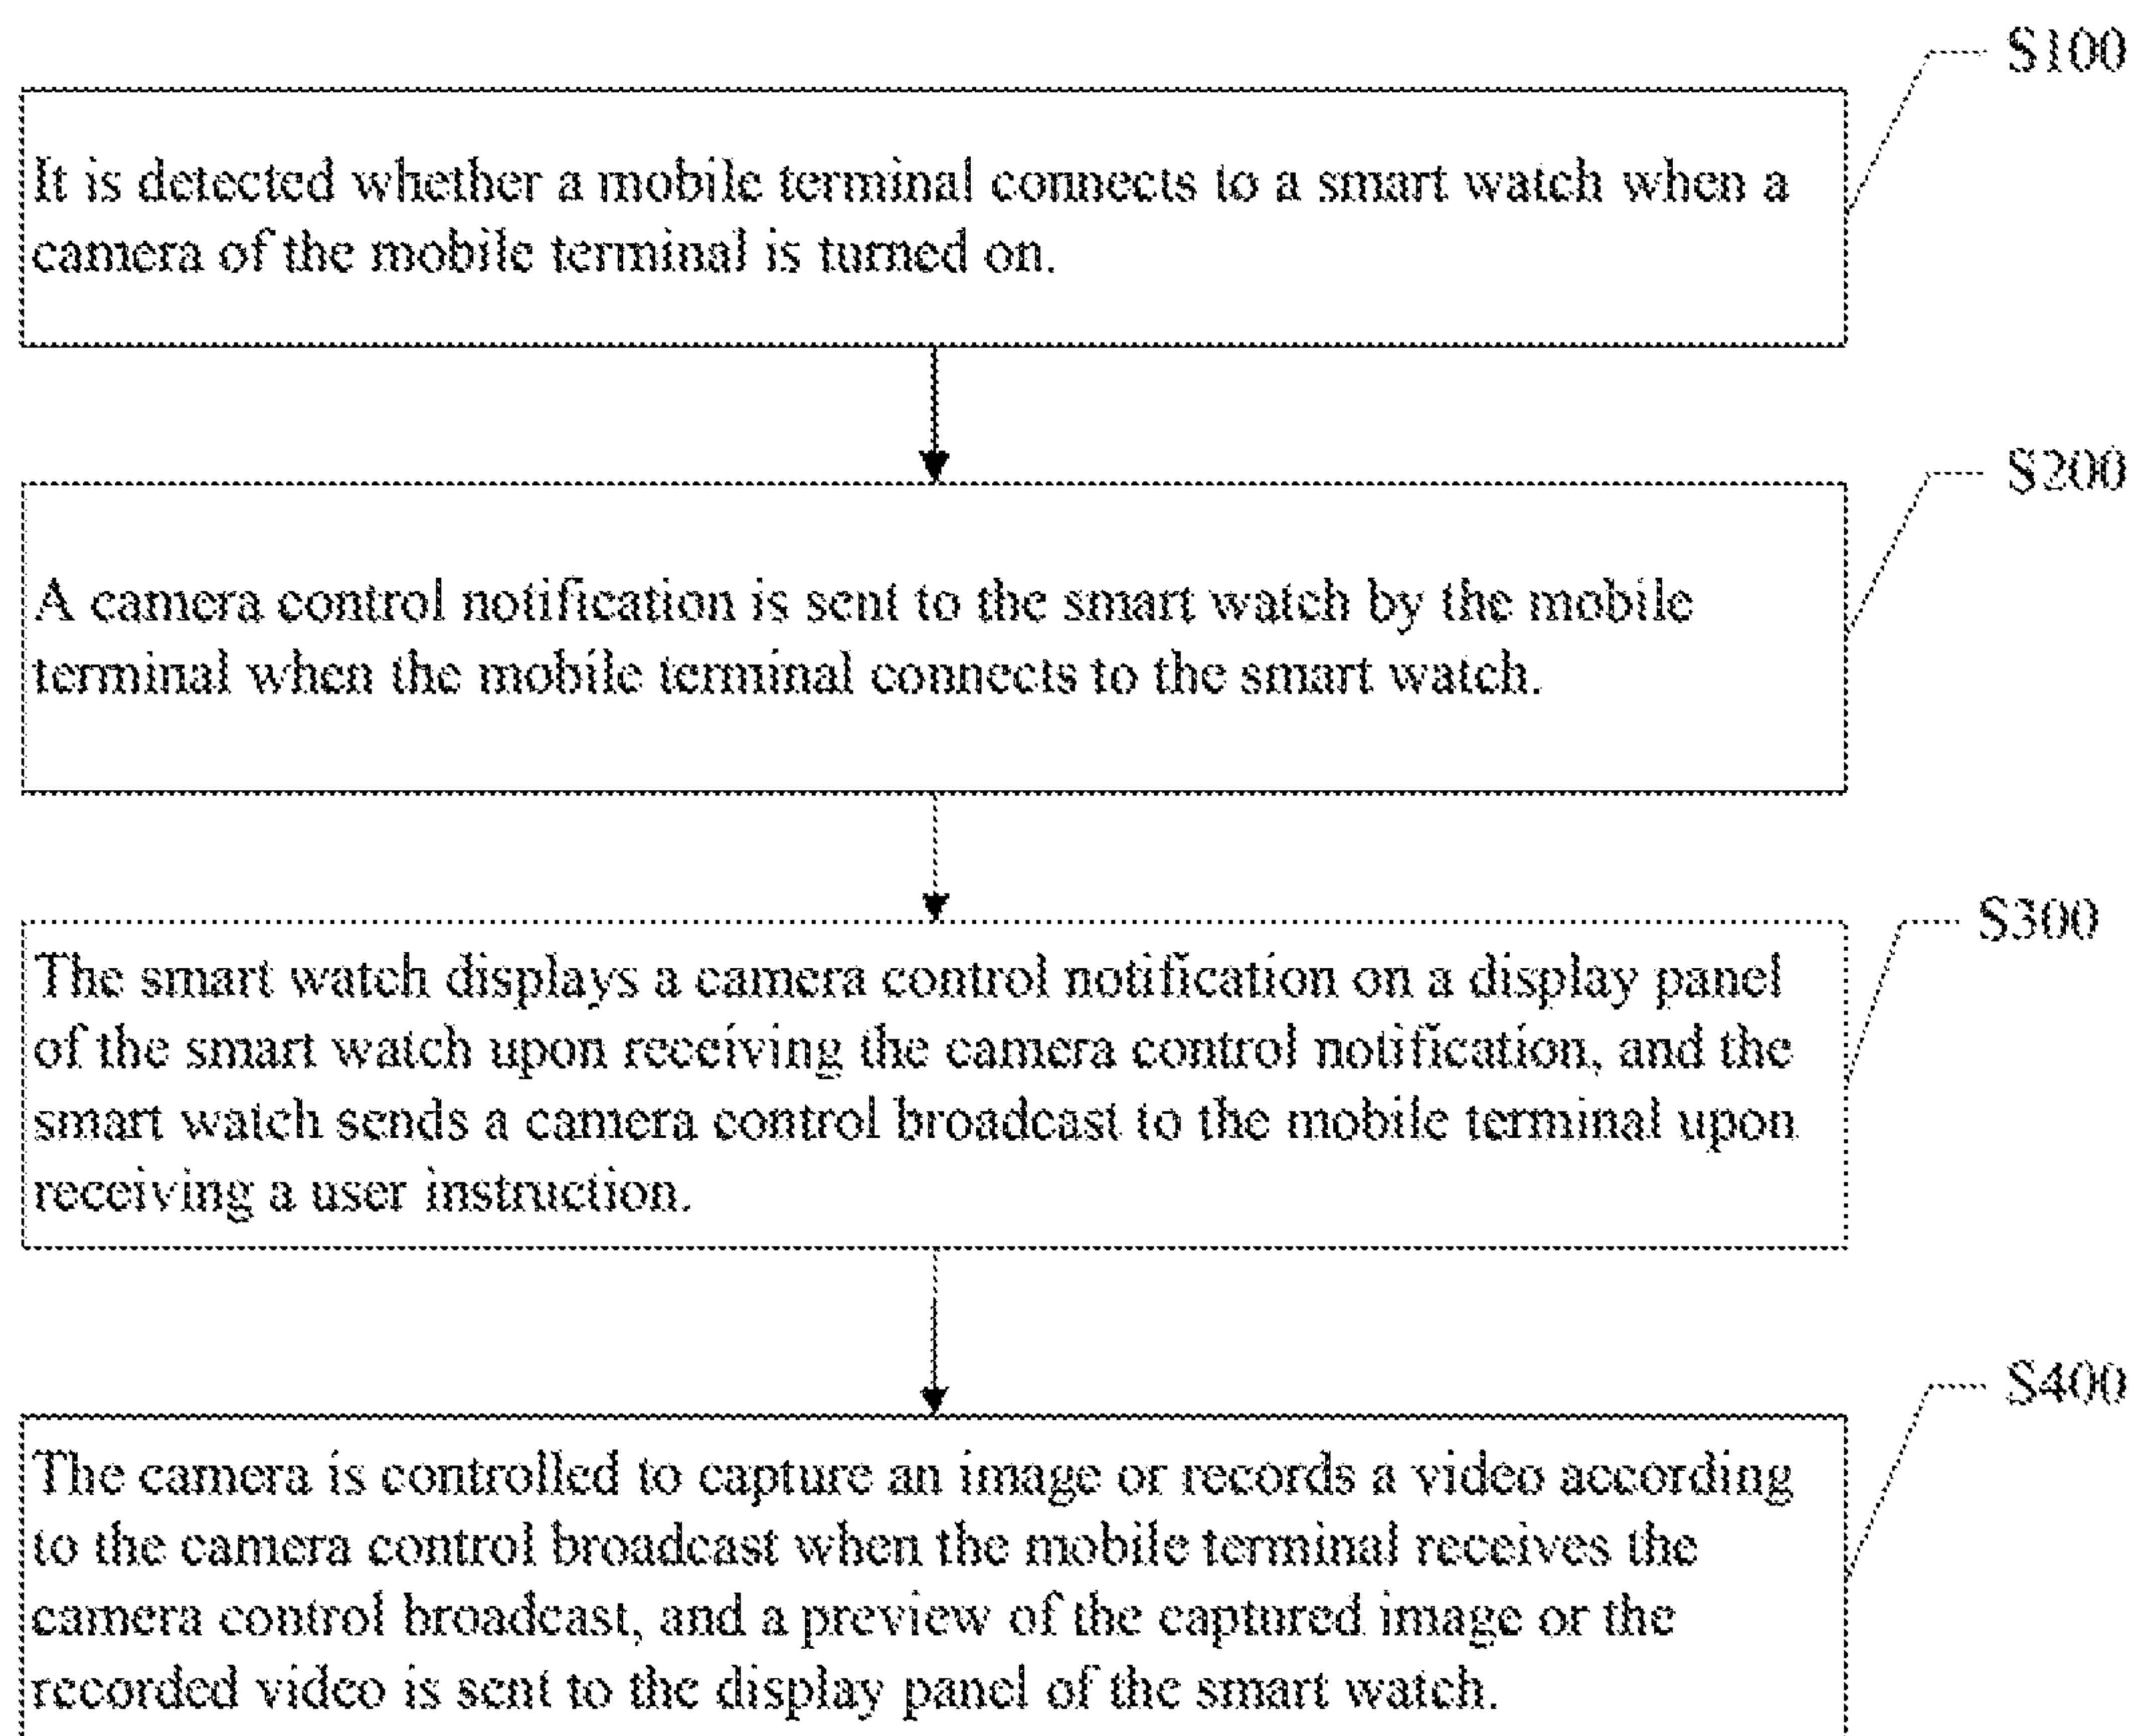 S100
It is detected whether a mobile terminal connects to a smart watch when a
camera of the mobile terminal is turned on.
S200
A camera control notification is sent to the smart watch by the mobile
terminal when the mobile terminal connects to the smart watch.
S300
The smart watch displays a camera control notification on a display panel
of the smart watch upon receiving the camera control notification, and the
smart watch sends a camera control broadcast to the mobile terminal upon
receiving a user instruction.
S400
The camera is controlled to capture an image or records a video according
to the camera control broadcast when the mobile terminal receives the
camera control broadcast, and a preview of the captured image or the
recorded video is sent to the display panel of the smart watch.